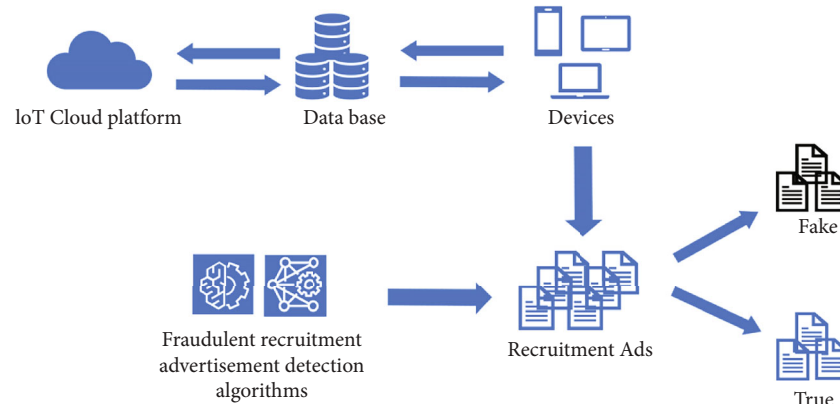 loT Cloud platform
Data base
Devices
Fake
Fraudulent recruitment
advertisement detection
algorithms
Recruitment Ads
True